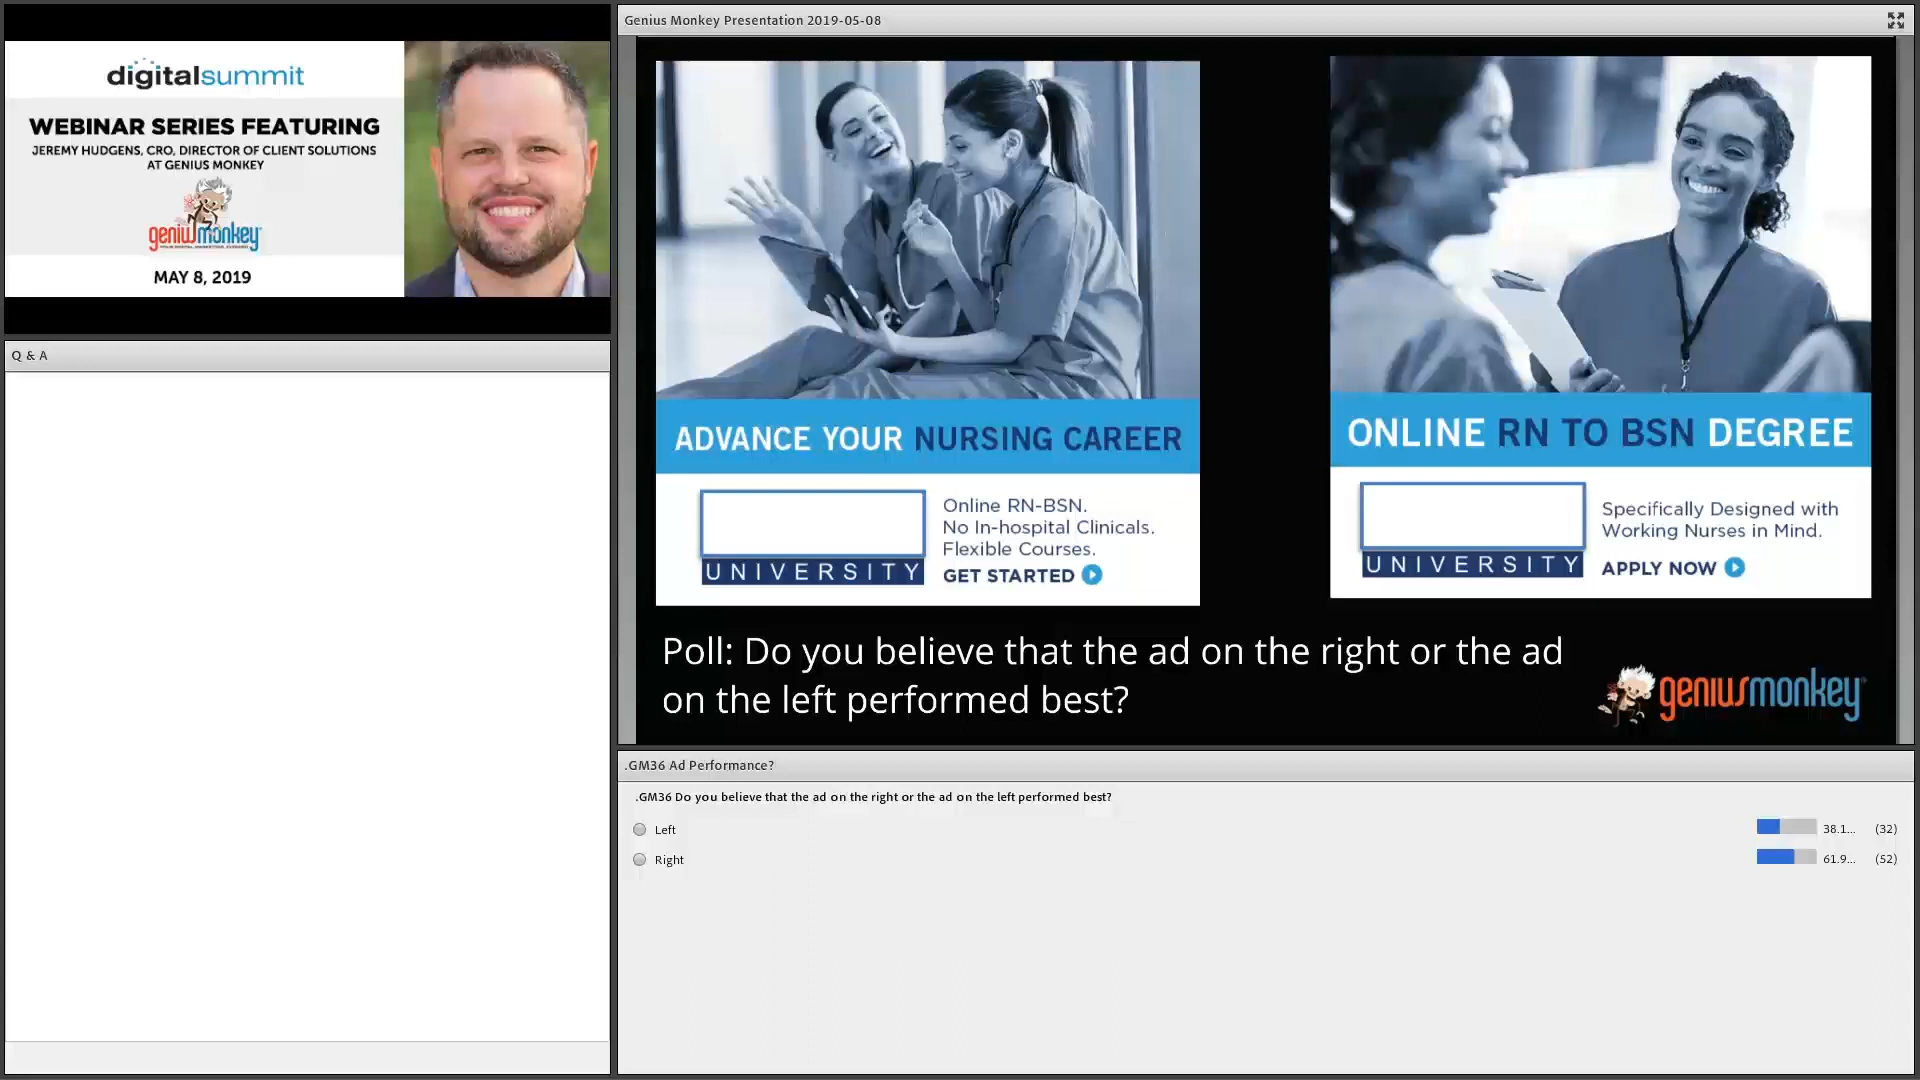 digitalsummit
WEBINAR SERIES FEATURING
JEREMY HUDGENS, CRO, DIRECTOR OF CLIENT SOLUTIONS
AT GENIUS MONKEY
geniusmonkey
MAY 8, 2019
Q & A
Genius Monkey Presentation 2019-05-08
ADVANCE YOUR NURSING CAREER
UNIVERSITY
Online RN-BSN.
No In-hospital Clinicals.
Flexible Courses.
GET STARTED
ONLINE RN TO BSN DEGREE
UNIVERSITY
Specifically Designed with
Working Nurses in Mind.
APPLY NOW
Poll: Do you believe that the ad on the right or the ad
on the left performed best?
geniusmonkey
.GM36 Ad Performance?
.GM36 Do you believe that the ad on the right or the ad on the left performed best?
Left 38.1... (32)
Right 61.9... (52)